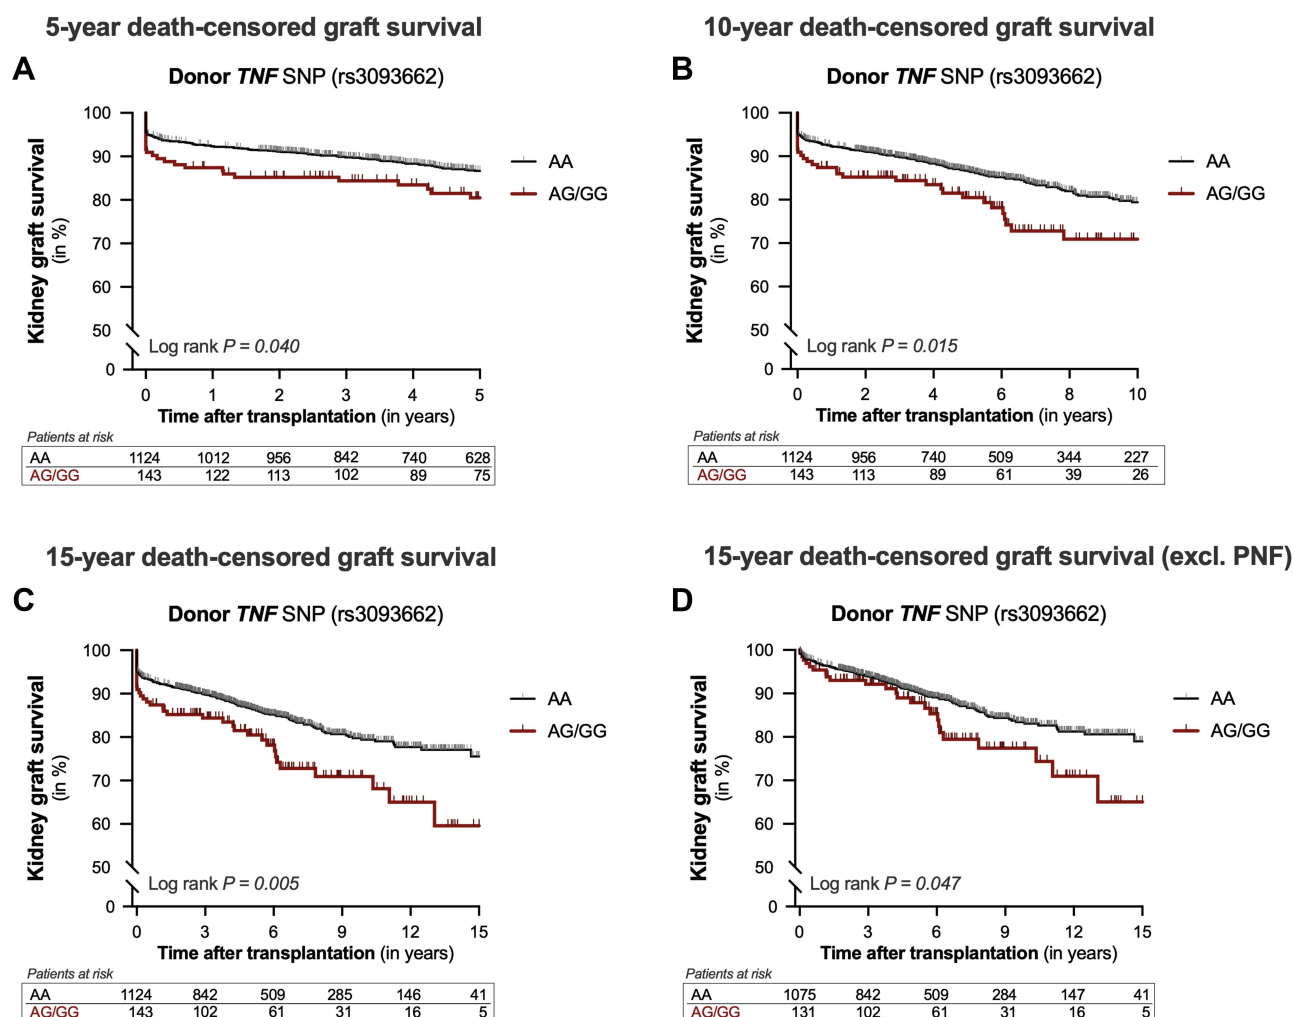 5-year death-censored graft survival
10-year death-censored graft survival
A
Donor TNF SNP (rs3093662)
Kidney graft survival
(in %)
100
90
80
70
60
50
0
AA
AG/GG
Log rank P = 0.040
0 1 2 3 4 5
Time after transplantation (in years)
Patients at risk
AA 1124 1012 956 842 740 628
AG/GG 143 122 113 102 89 75
B
Donor TNF SNP (rs3093662)
Kidney graft survival
(in %)
100
90
80
70
60
50
0
AA
AG/GG
Log rank P = 0.015
0 2 4 6 8 10
Time after transplantation (in years)
Patients at risk
AA 1124 956 740 509 344 227
AG/GG 143 113 89 61 39 26
15-year death-censored graft survival
15-year death-censored graft survival (excl. PNF)
C
Donor TNF SNP (rs3093662)
Kidney graft survival
(in %)
100
90
80
70
60
50
0
AA
AG/GG
Log rank P = 0.005
0 3 6 9 12 15
Time after transplantation (in years)
Patients at risk
AA 1124 842 509 285 146 41
AG/GG 143 102 61 31 16 5
D
Donor TNF SNP (rs3093662)
Kidney graft survival
(in %)
100
90
80
70
60
50
0
AA
AG/GG
Log rank P = 0.047
0 3 6 9 12 15
Time after transplantation (in years)
Patients at risk
AA 1075 842 509 284 147 41
AG/GG 131 102 61 31 16 5